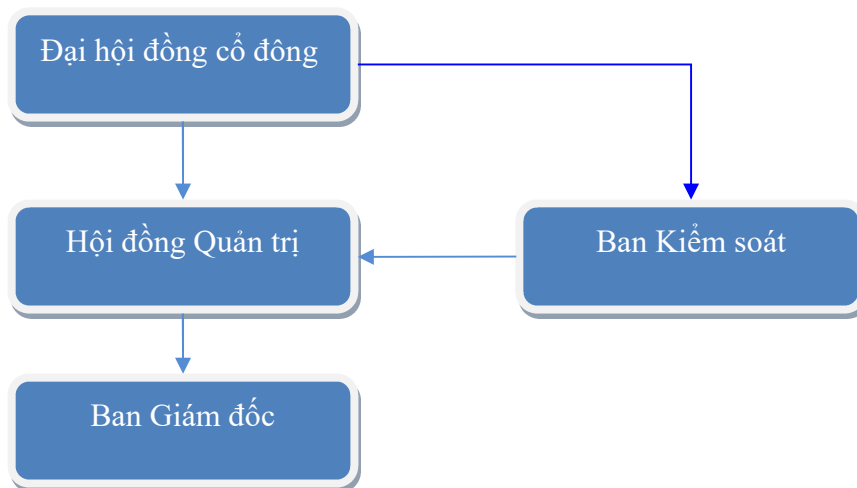 Đại hội đồng cổ đông
Hội đồng Quản trị
Ban Kiểm soát
Ban Giám đốc